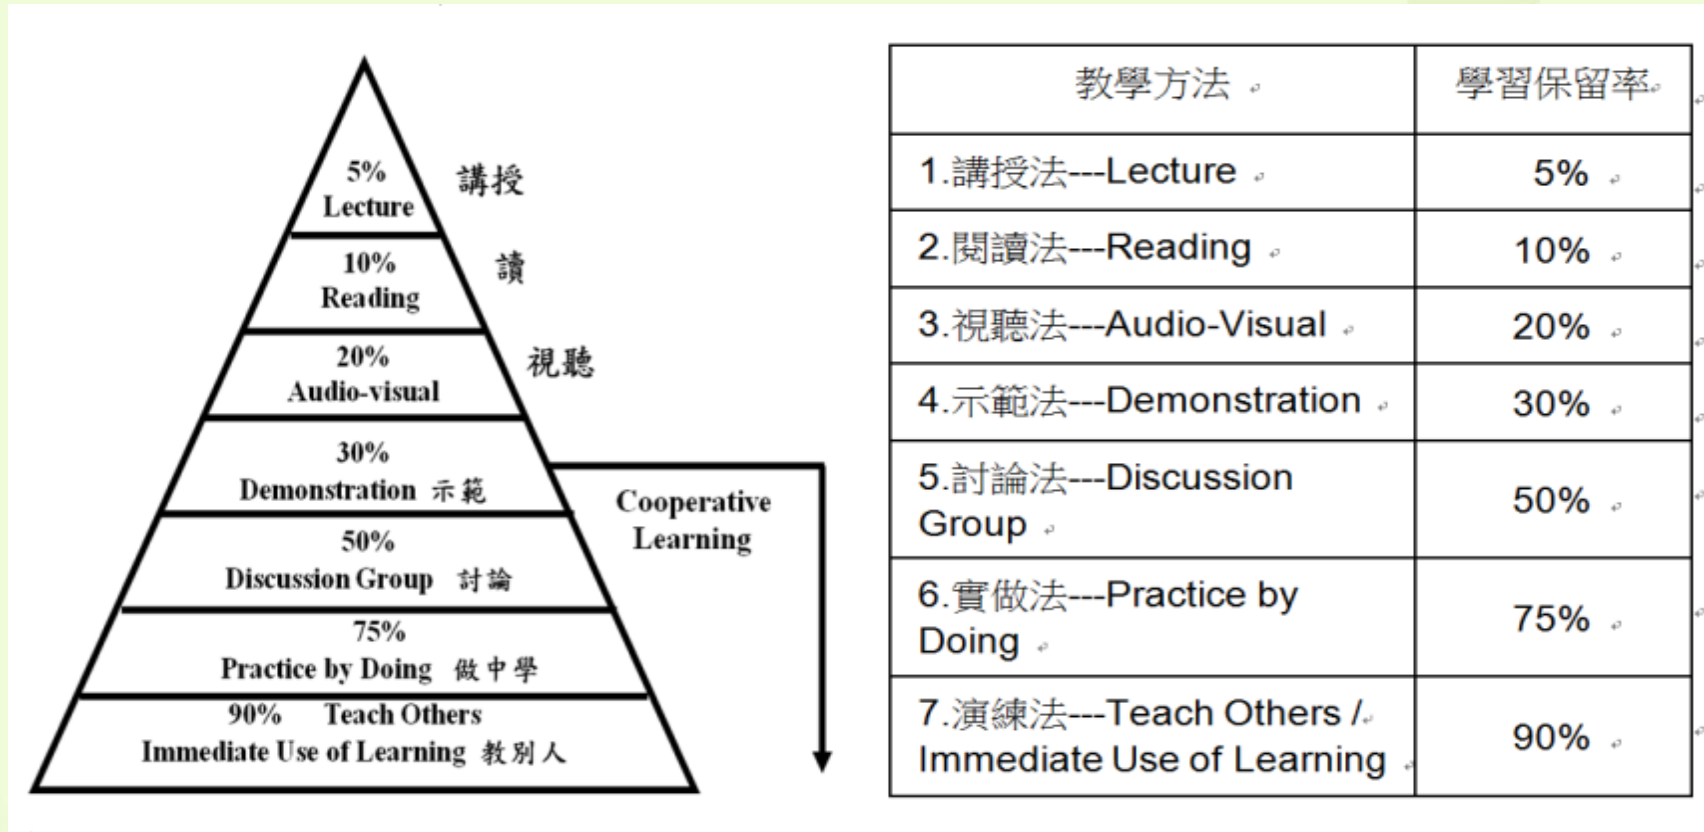 5%
Lecture
講授
10%
Reading
讀
20%
Audio-visual
視聽
30%
Demonstration 示範
Cooperative
Learning
50%
Discussion Group 討論
75%
Practice by Doing 做中學
90% Teach Others
Immediate Use of Learning 教別人
教學方法 學習保留率
1.講授法---Lecture 5%
2.閱讀法---Reading 10%
3.視聽法---Audio-Visual 20%
4.示範法---Demonstration 30%
5.討論法---Discussion
Group 50%
6.實做法---Practice by
Doing 75%
7.演練法---Teach Others /
Immediate Use of Learning 90%